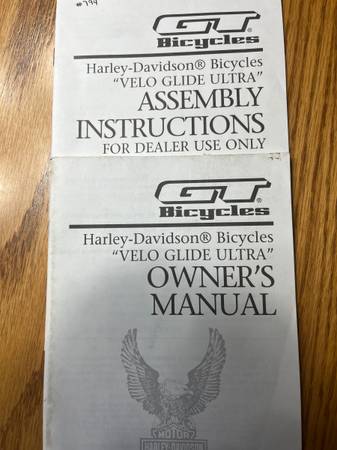 #794
GT®
Bicycles
Harley-Davidson® Bicycles
"VELO GLIDE ULTRA"
ASSEMBLY
INSTRUCTIONS
FOR DEALER USE ONLY
GT®
Bicycles
Harley-Davidson® Bicycles
"VELO GLIDE ULTRA"
OWNER'S
MANUAL
MOTOR
HARLEY-DAVIDSON